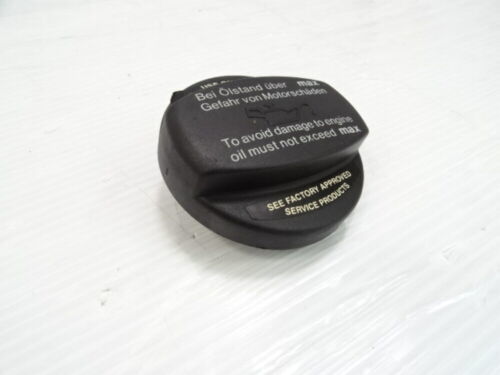 Bei Ölstand über max
Gefahr von Motorschäden
To avoid damage to engine
oil must not exceed max
SEE FACTORY APPROVED
SERVICE PRODUCTS